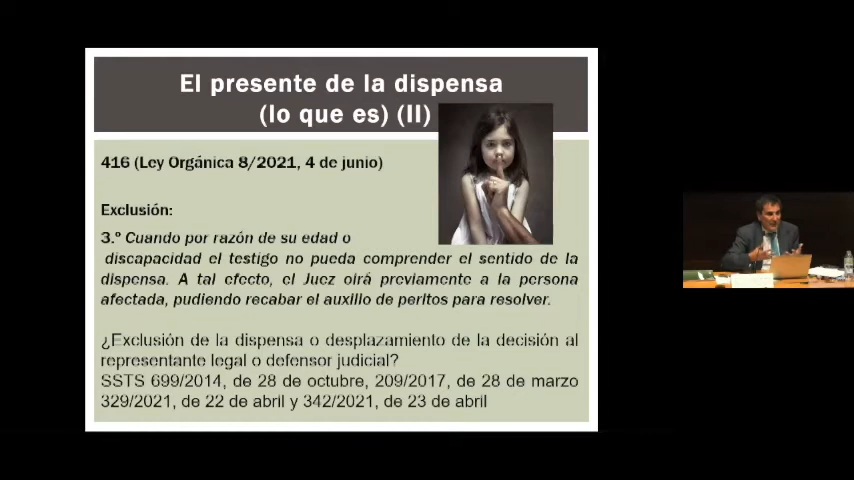 El presente de la dispensa
(lo que es) (II)
416 (Ley Orgánica 8/2021, 4 de junio)
Exclusión:
3.º Cuando por razón de su edad o
discapacidad el testigo no pueda comprender el sentido de la
dispensa. A tal efecto, el Juez oirá previamente a la persona
afectada, pudiendo recabar el auxilio de peritos para resolver.
¿Exclusión de la dispensa o desplazamiento de la decisión al
representante legal o defensor judicial?
SSTS 699/2014, de 28 de octubre, 209/2017, de 28 de marzo
329/2021, de 22 de abril y 342/2021, de 23 de abril